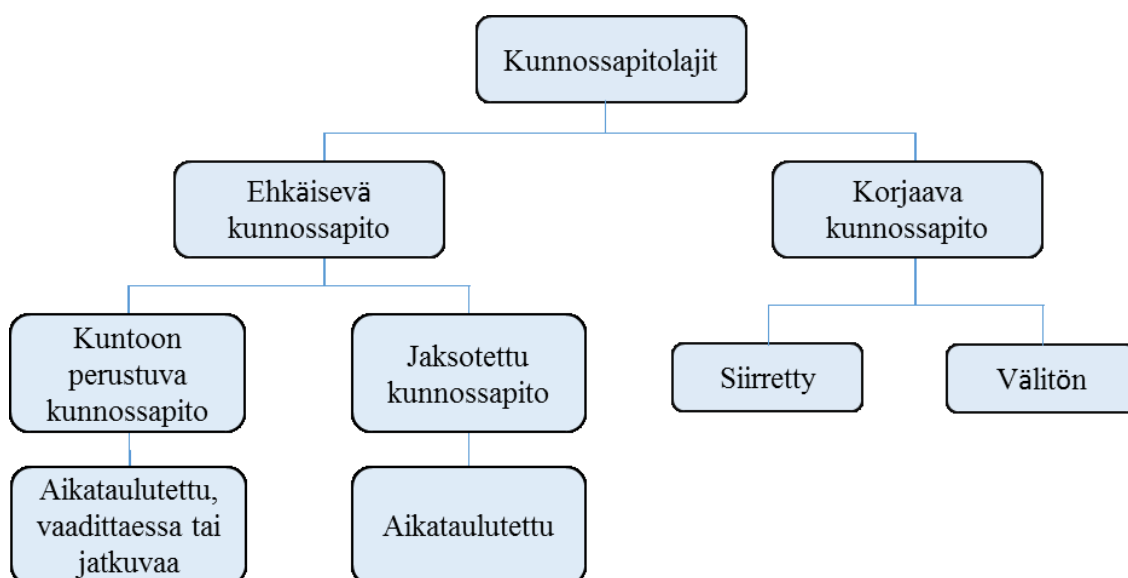 Kunnossapitolajit
Ehkäisevä
kunnossapito
Korjaava
kunnossapito
Kuntoon
perustuva
kunnossapito
Jaksotettu
kunnossapito
Siirretty
Välitön
Aikataulutettu,
vaadittaessa tai
jatkuvaa
Aikataulutettu